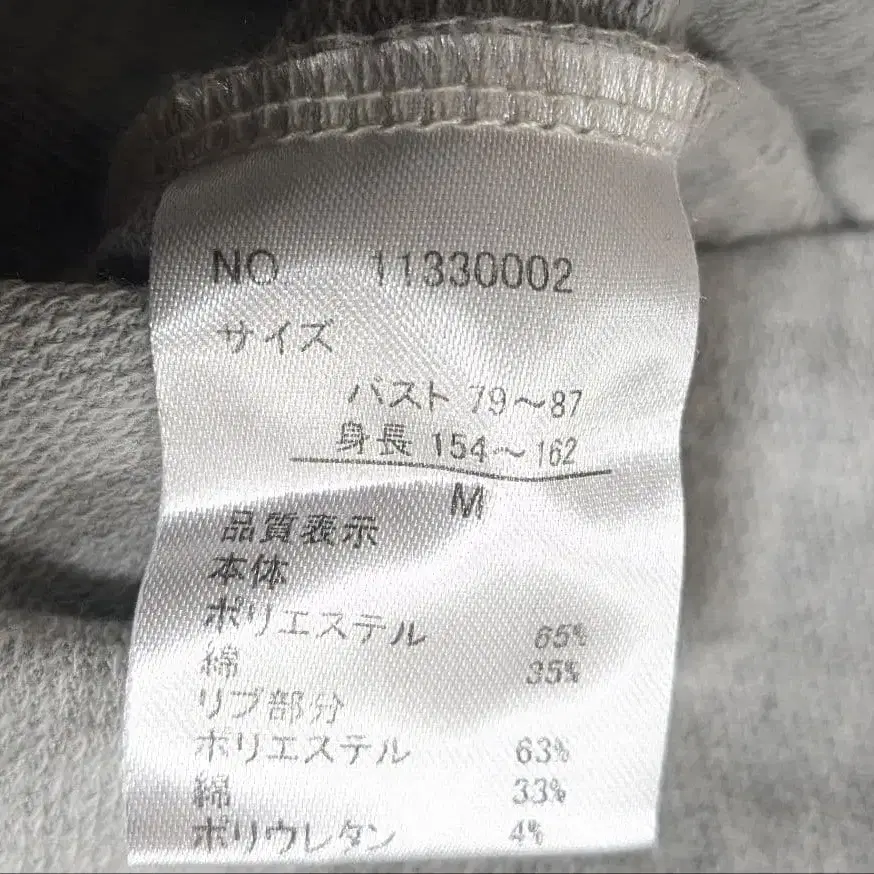 NO. 11330002
サイズ
バスト 79～87
身長 154～162
M
品質表示
本体
ポリエステル 65%
綿 35%
リブ部分
ポリエステル 63%
綿 33%
ポリウレタン 4%